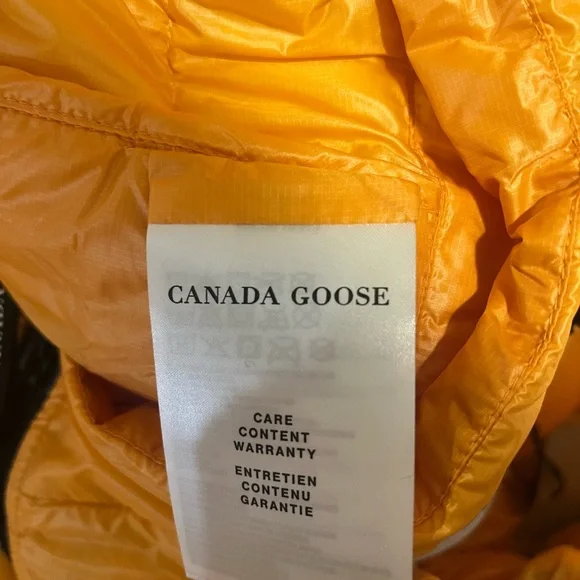 CANADA GOOSE
CARE
CONTENT
WARRANTY
ENTRETIEN
CONTENU
GARANTIE